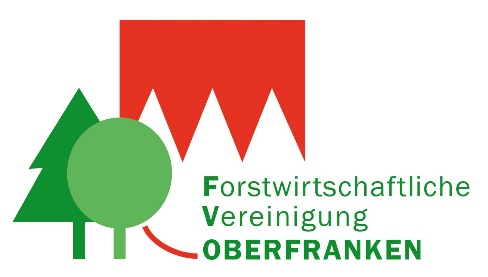 Forstwirtschaftliche
Vereinigung
OBERFRANKEN